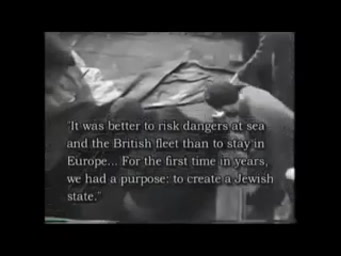 "It was better to risk dangers at sea
and the British fleet than to stay in
Europe... For the first time in years,
we had a purpose: to create a Jewish
state."